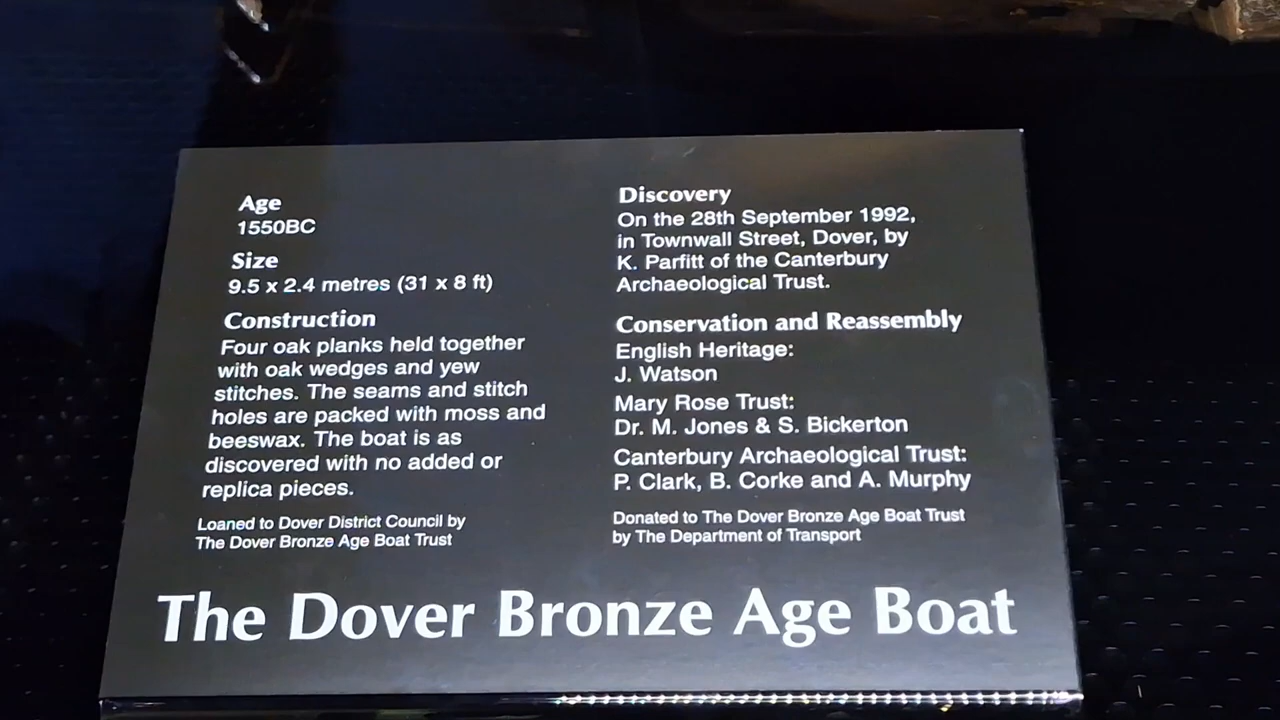 Age
1550BC
Size
9.5 x 2.4 metres (31 x 8 ft)
Construction
Four oak planks held together
with oak wedges and yew
stitches. The seams and stitch
holes are packed with moss and
beeswax. The boat is as
discovered with no added or
replica pieces.
Loaned to Dover District Council by
The Dover Bronze Age Boat Trust
Discovery
On the 28th September 1992,
in Townwall Street, Dover, by
K. Parfitt of the Canterbury
Archaeological Trust.
Conservation and Reassembly
English Heritage:
J. Watson
Mary Rose Trust:
Dr. M. Jones & S. Bickerton
Canterbury Archaeological Trust:
P. Clark, B. Corke and A. Murphy
Donated to The Dover Bronze Age Boat Trust
by The Department of Transport
The Dover Bronze Age Boat